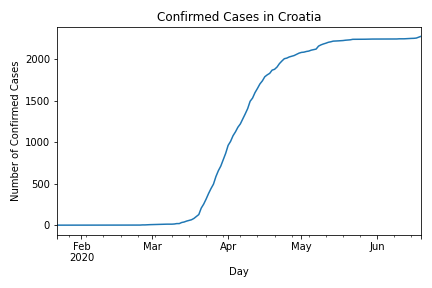 Confirmed Cases in Croatia
Number of Confirmed Cases
2000
1500
1000
500
0
Feb
2020
Mar
Apr
May
Jun
Day